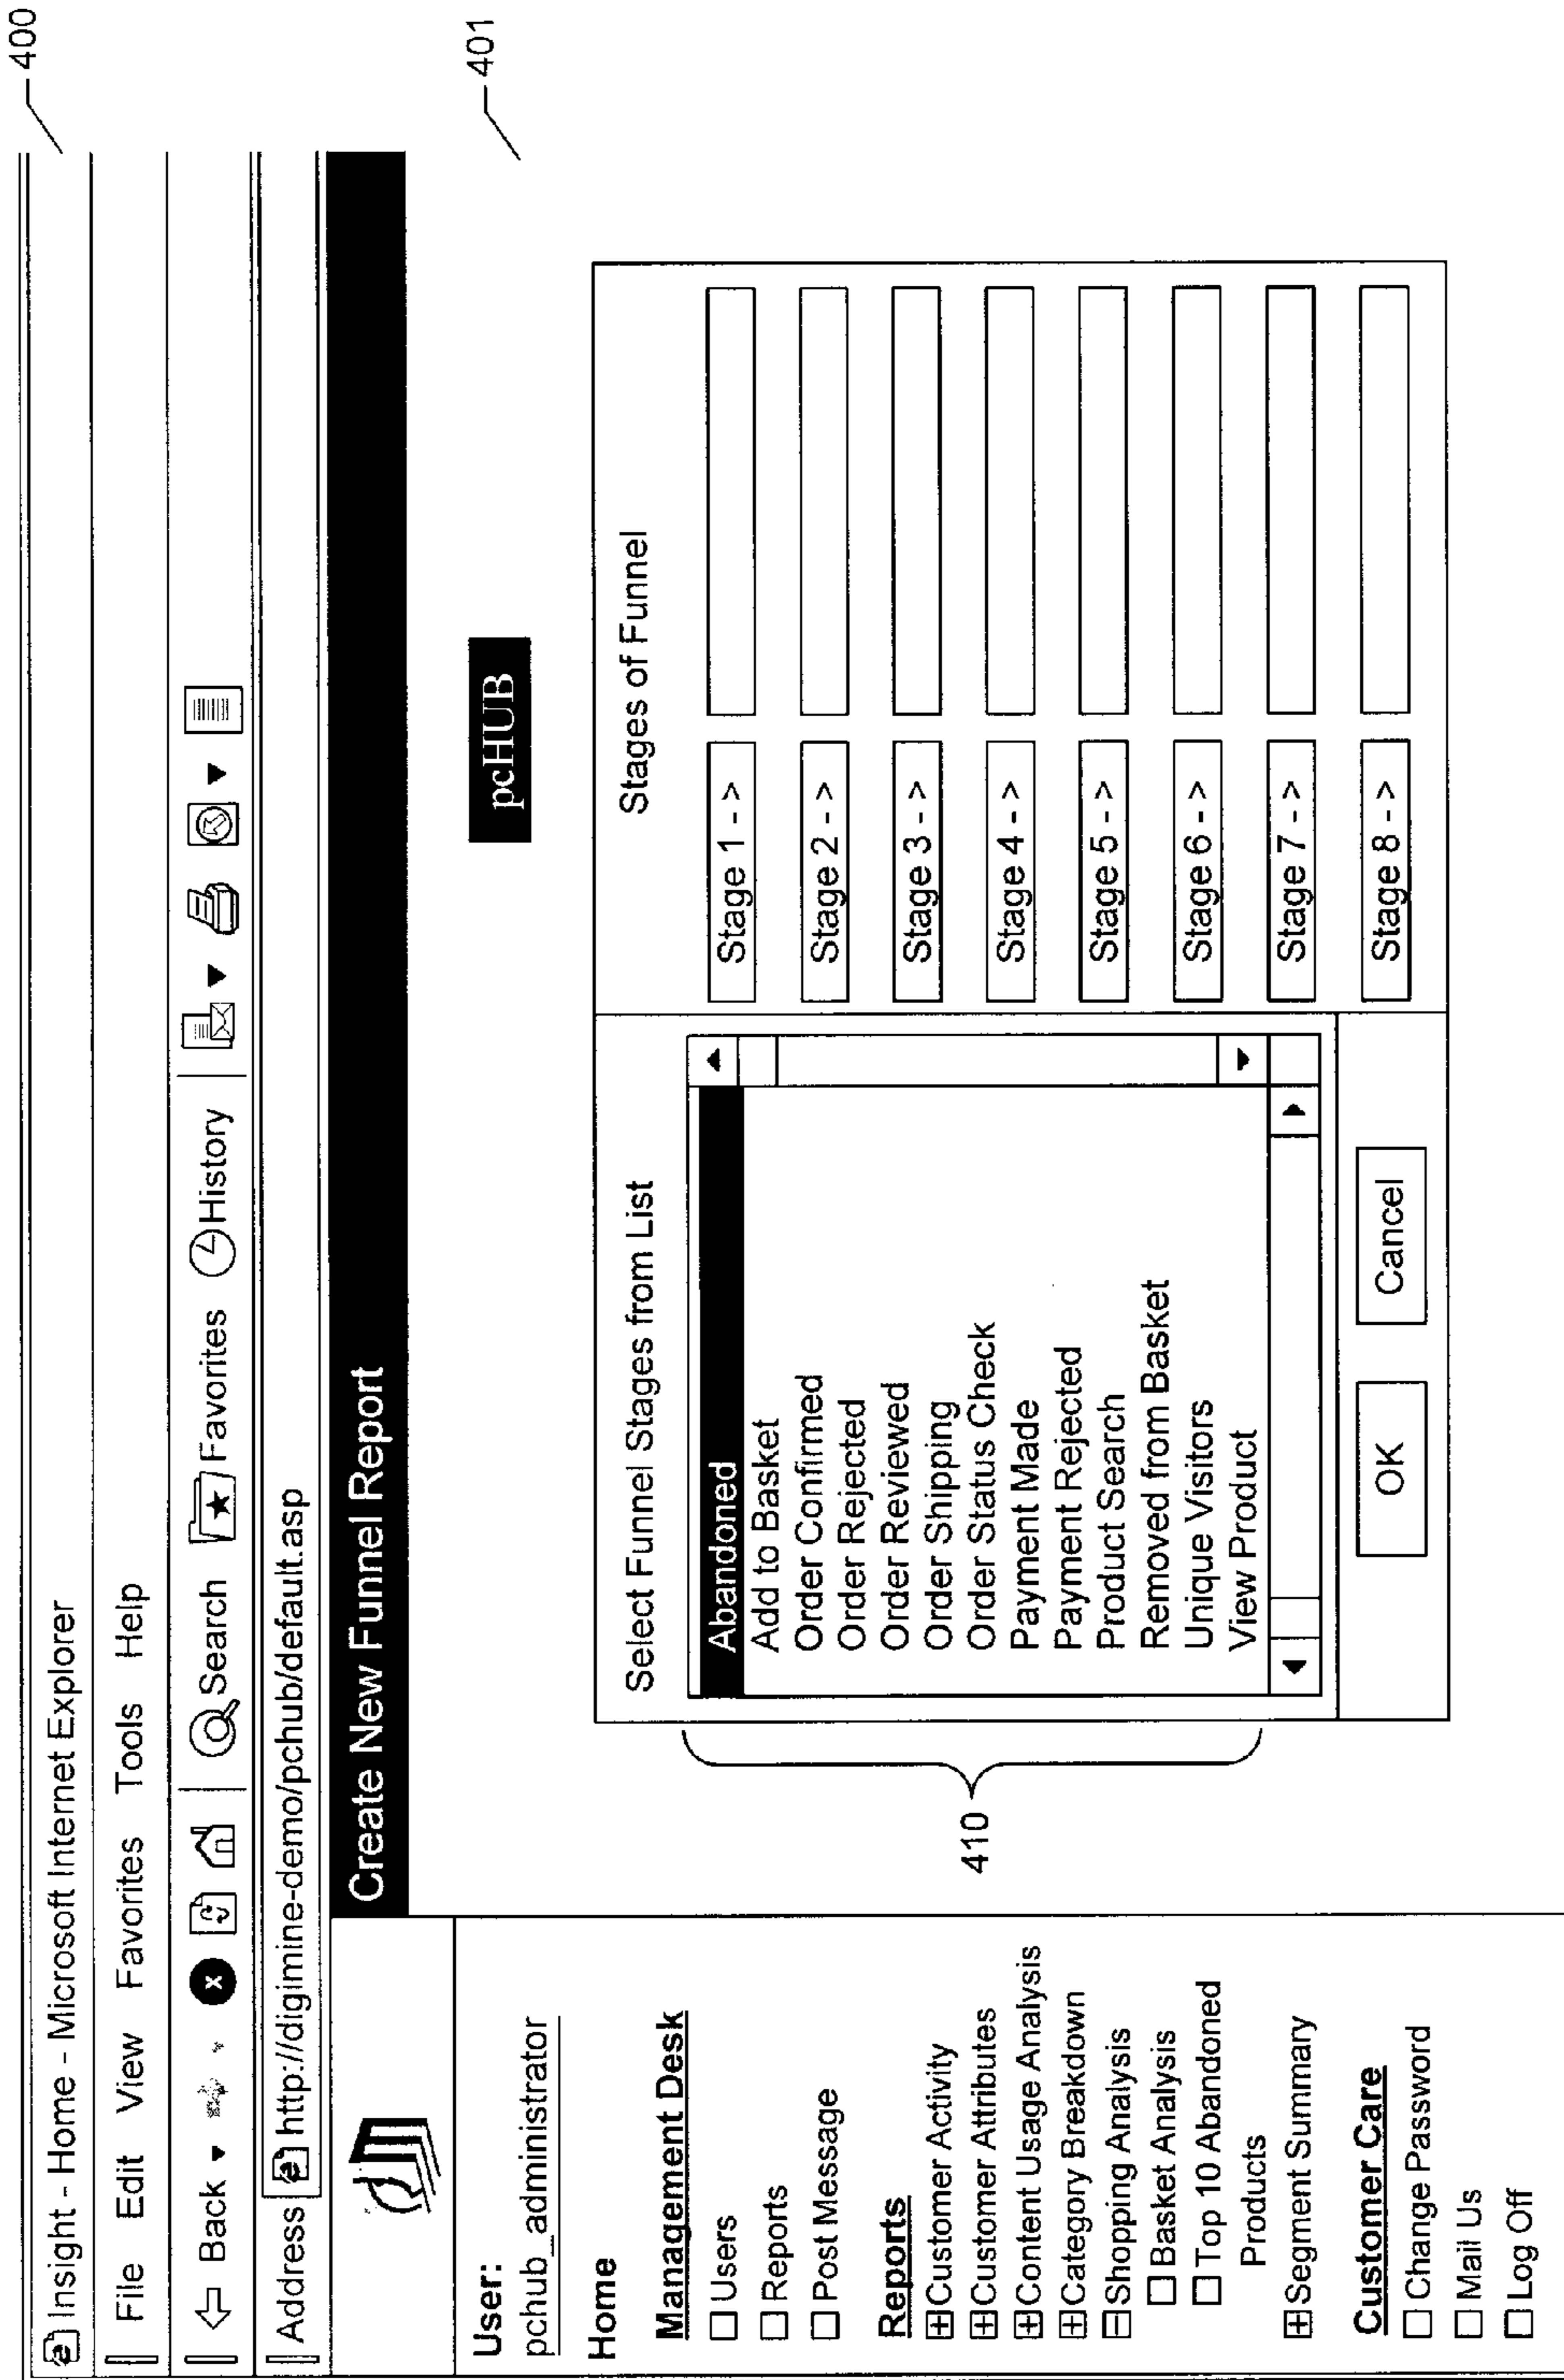 400
Insight - Home - Microsoft Internet Explorer
File Edit View Favorites Tools Help
Back Search Favorites History
Address http://digimine-demo/pchub/default.asp
Create New Funnel Report
401
User:
pchub_administrator
Home
Management Desk
Users
Reports
Post Message
Reports
Customer Activity
Customer Attributes
Content Usage Analysis
Category Breakdown
Shopping Analysis
Basket Analysis
Top 10 Abandoned
Products
Segment Summary
Customer Care
Change Password
Mail Us
Log Off
pcHUB
Select Funnel Stages from List
410
Abandoned
Add to Basket
Order Confirmed
Order Rejected
Order Reviewed
Order Shipping
Order Status Check
Payment Made
Payment Rejected
Product Search
Removed from Basket
Unique Visitors
View Product
OK
Cancel
Stages of Funnel
Stage 1 - >
Stage 2 - >
Stage 3 - >
Stage 4 - >
Stage 5 - >
Stage 6 - >
Stage 7 - >
Stage 8 - >